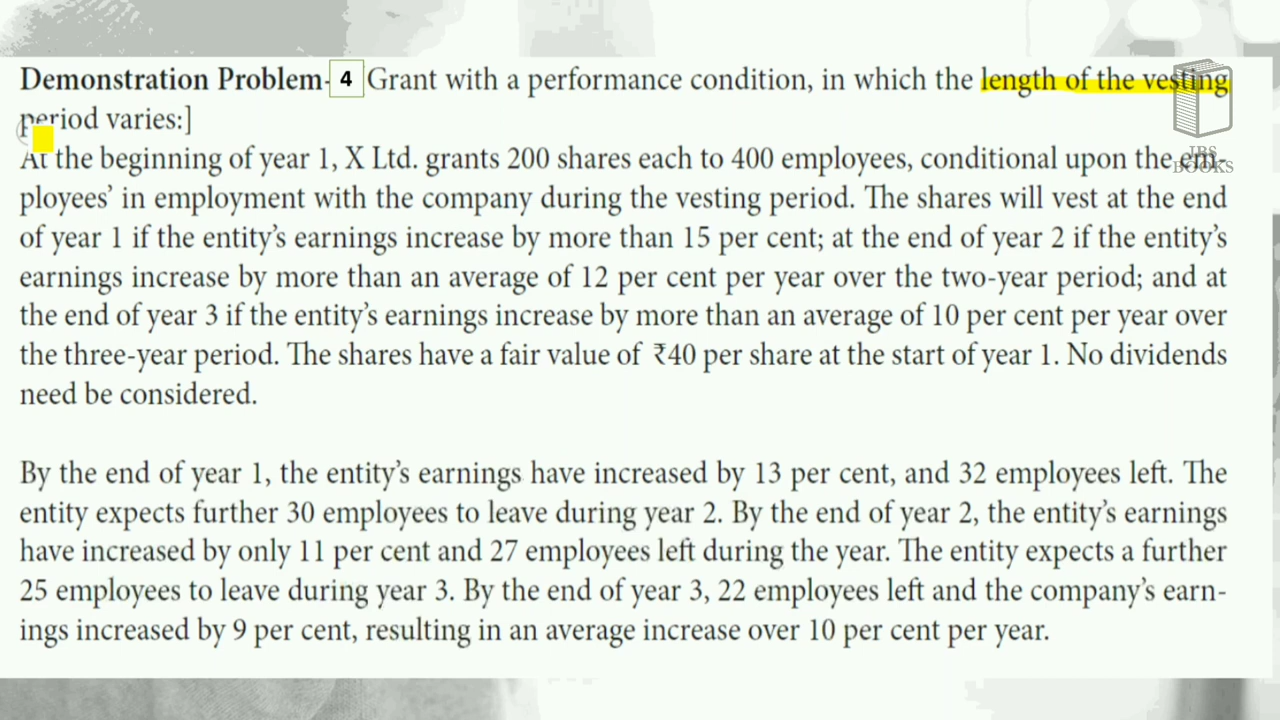 Demonstration Problem- 4 Grant with a performance condition, in which the length of the vesting
period varies:]
At the beginning of year 1, X Ltd. grants 200 shares each to 400 employees, conditional upon the em-
ployees’ in employment with the company during the vesting period. The shares will vest at the end
of year 1 if the entity’s earnings increase by more than 15 per cent; at the end of year 2 if the entity’s
earnings increase by more than an average of 12 per cent per year over the two-year period; and at
the end of year 3 if the entity’s earnings increase by more than an average of 10 per cent per year over
the three-year period. The shares have a fair value of ₹40 per share at the start of year 1. No dividends
need be considered.
By the end of year 1, the entity’s earnings have increased by 13 per cent, and 32 employees left. The
entity expects further 30 employees to leave during year 2. By the end of year 2, the entity’s earnings
have increased by only 11 per cent and 27 employees left during the year. The entity expects a further
25 employees to leave during year 3. By the end of year 3, 22 employees left and the company’s earn-
ings increased by 9 per cent, resulting in an average increase over 10 per cent per year.
JBS
BOOKS